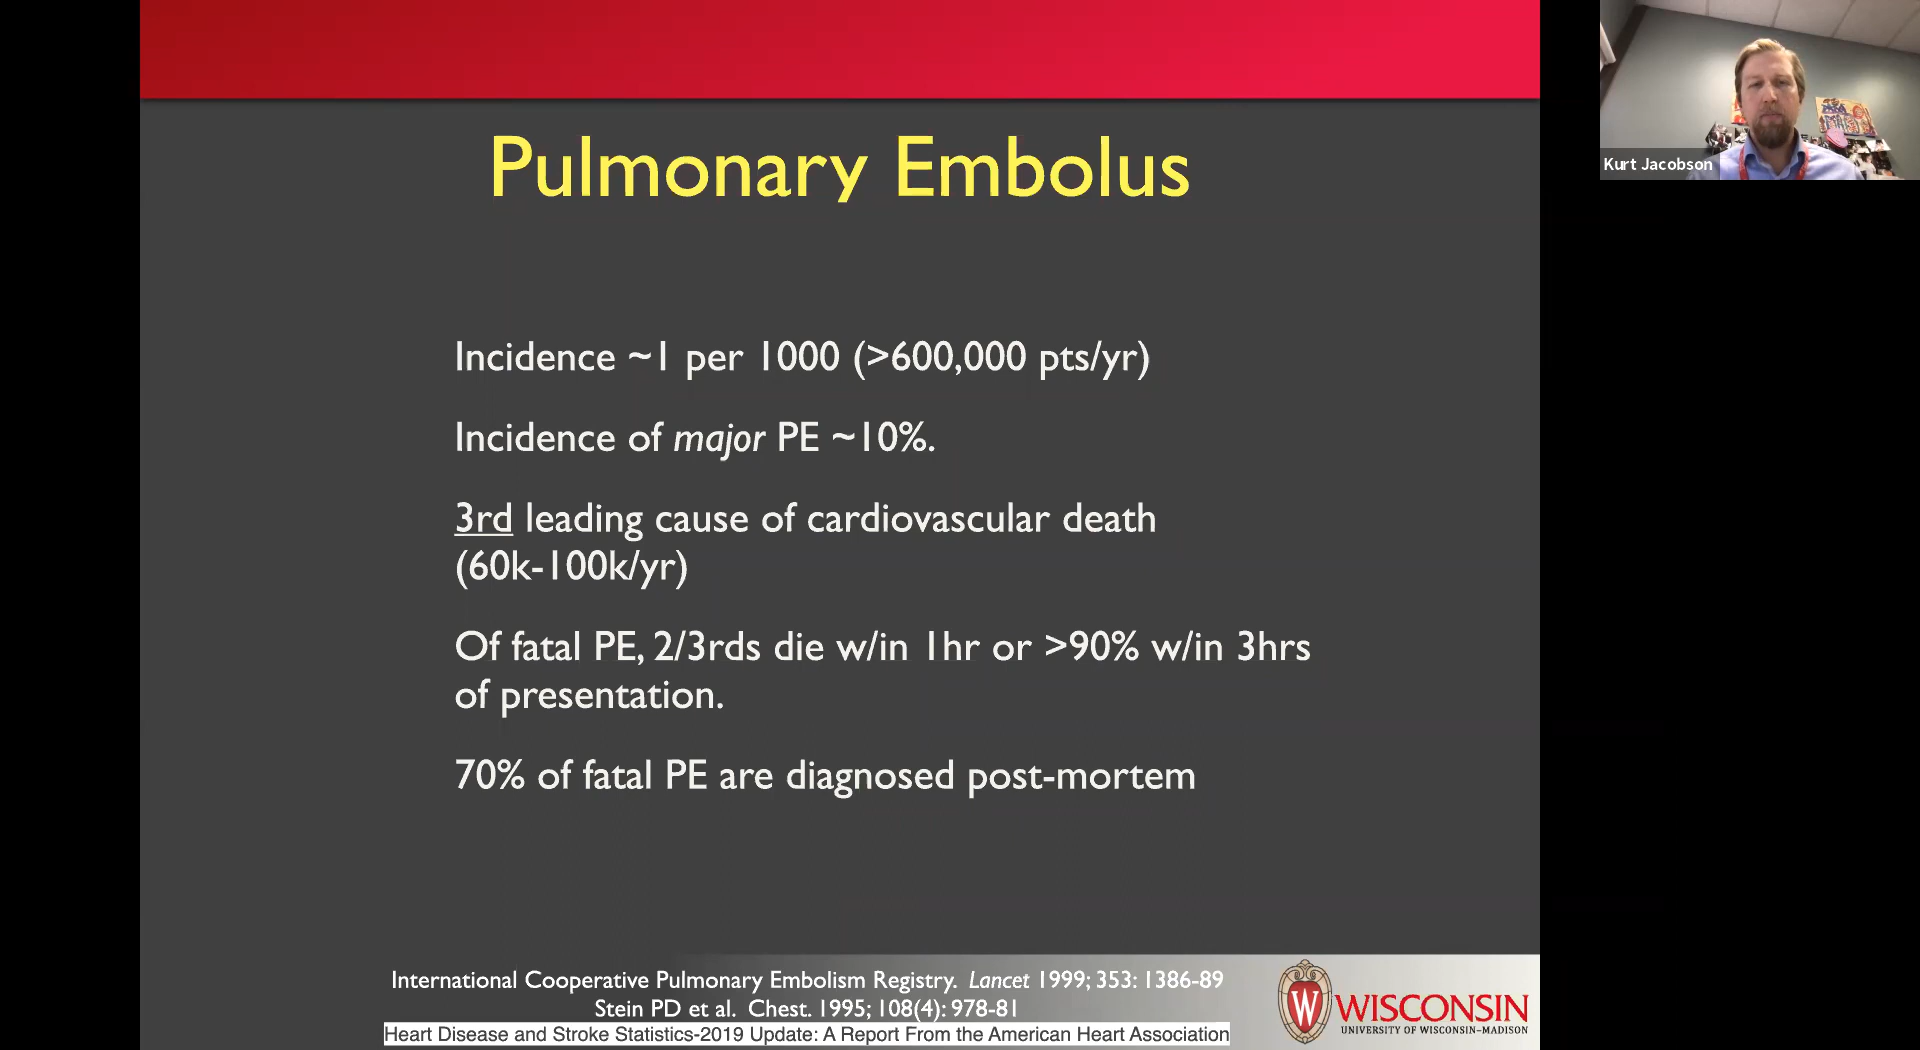 Pulmonary Embolus
Incidence ~1 per 1000 (>600,000 pts/yr)
Incidence of major PE ~10%.
3rd leading cause of cardiovascular death
(60k-100k/yr)
Of fatal PE, 2/3rds die w/in 1hr or >90% w/in 3hrs
of presentation.
70% of fatal PE are diagnosed post-mortem
International Cooperative Pulmonary Embolism Registry. Lancet 1999; 353: 1386-89
Stein PD et al. Chest. 1995; 108(4): 978-81
Heart Disease and Stroke Statistics-2019 Update: A Report From the American Heart Association
W
WISCONSIN
UNIVERSITY OF WISCONSIN–MADISON
Kurt Jacobson